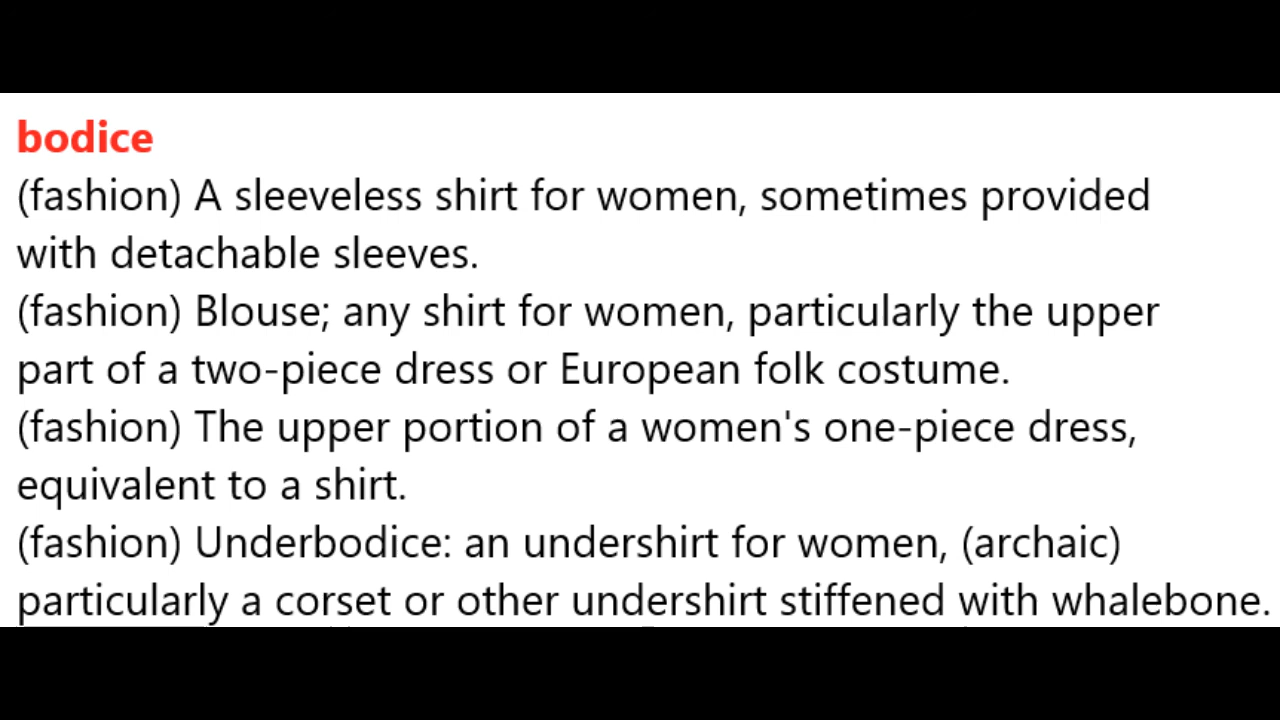 bodice
(fashion) A sleeveless shirt for women, sometimes provided
with detachable sleeves.
(fashion) Blouse; any shirt for women, particularly the upper
part of a two-piece dress or European folk costume.
(fashion) The upper portion of a women's one-piece dress,
equivalent to a shirt.
(fashion) Underbodice: an undershirt for women, (archaic)
particularly a corset or other undershirt stiffened with whalebone.